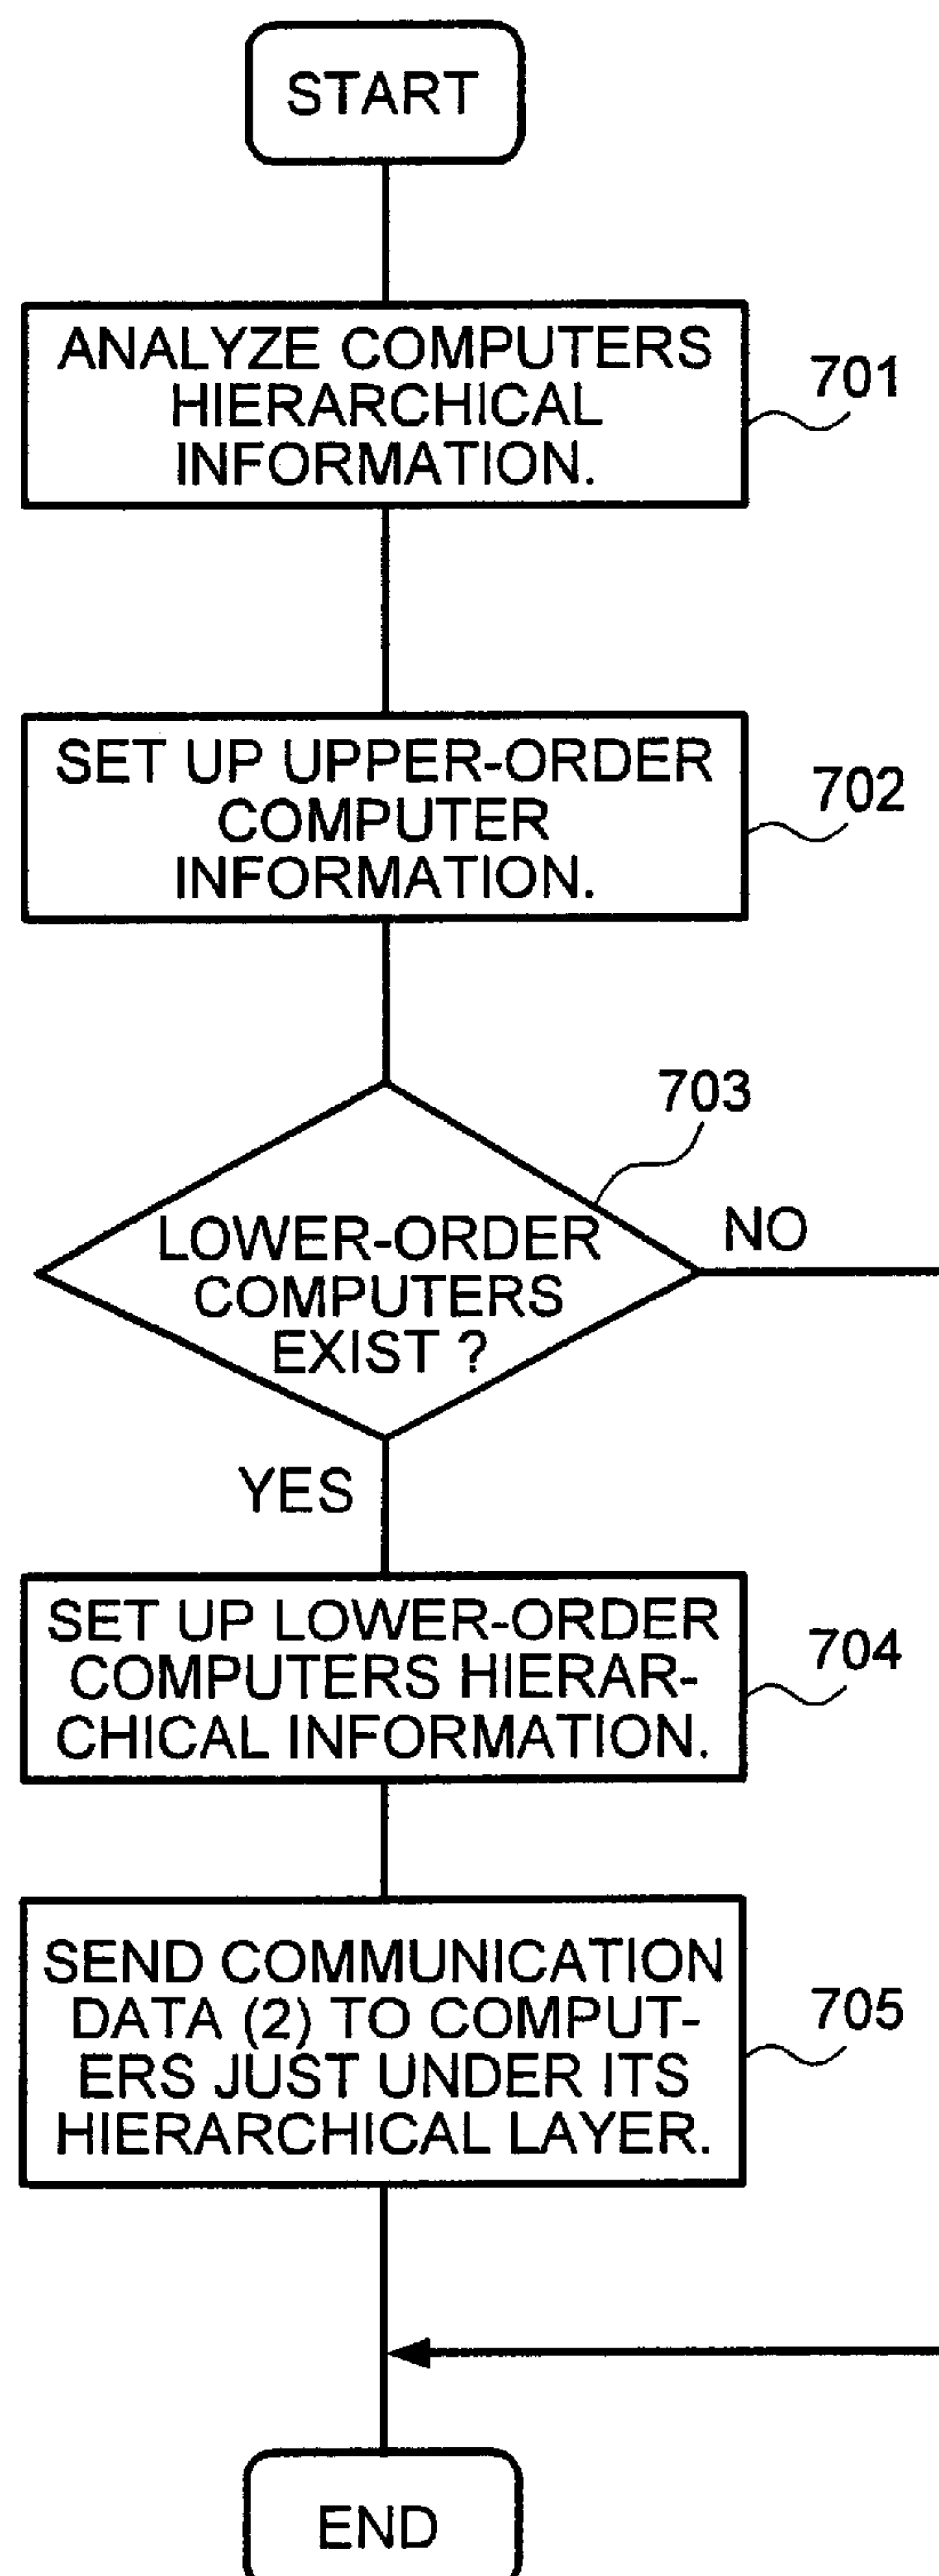 START
ANALYZE COMPUTERS
HIERARCHICAL
INFORMATION.
701
SET UP UPPER-ORDER
COMPUTER
INFORMATION.
702
703
LOWER-ORDER
COMPUTERS
EXIST ?
NO
YES
SET UP LOWER-ORDER
COMPUTERS HIERAR-
CHICAL INFORMATION.
704
SEND COMMUNICATION
DATA (2) TO COMPUT-
ERS JUST UNDER ITS
HIERARCHICAL LAYER.
705
END